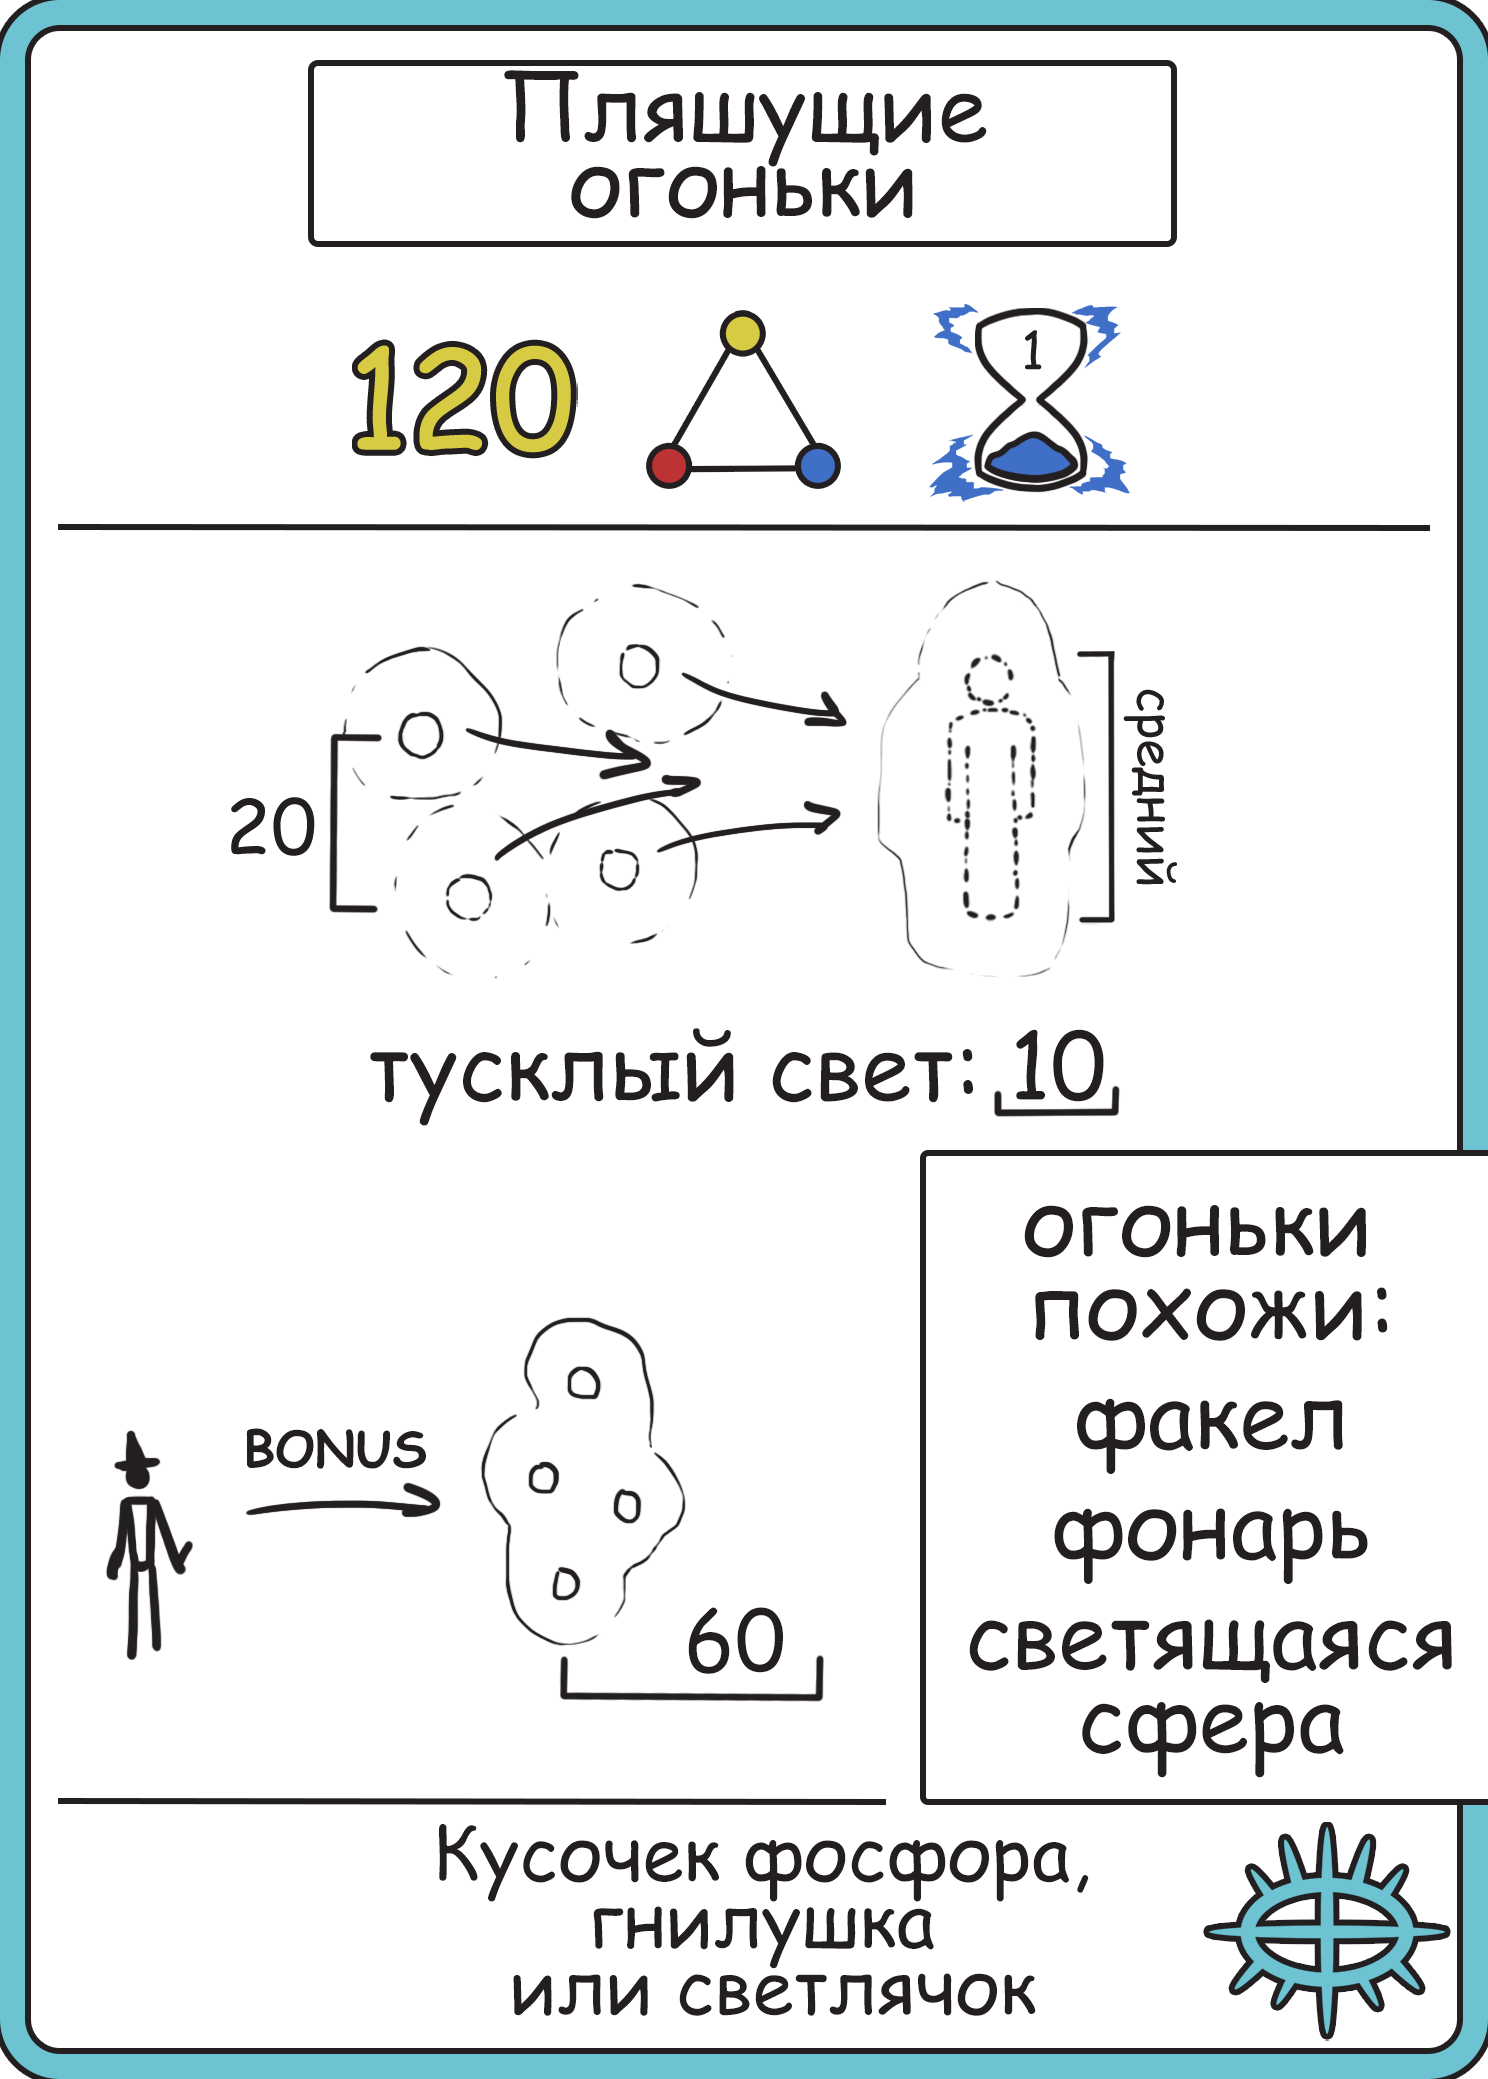 Пляшущие
огоньки
120
1
20
средний
тусклый свет: 10
BONUS
60
огоньки
похожи:
факел
фонарь
светящаяся
сфера
Кусочек фосфора,
гнилушка
или светлячок